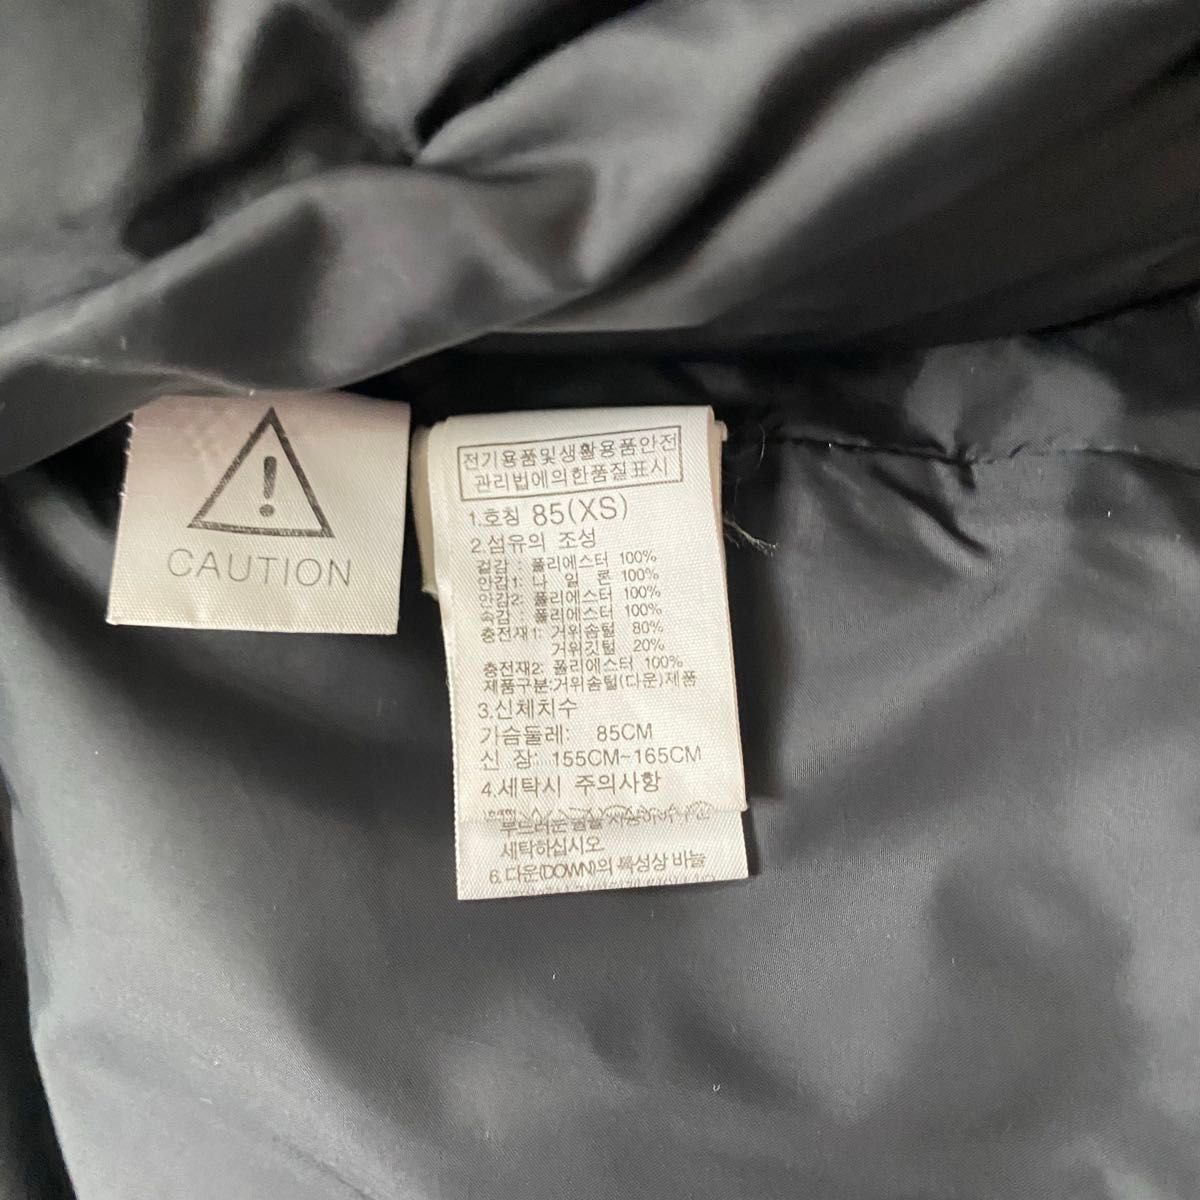 CAUTION
전기용품및생활용품안전
관리법에의한품질표시
1.호칭 85(XS)
2.섬유의 조성
겉감 : 폴리에스터 100%
안감1: 나 일 론 100%
안감2: 폴리에스터 100%
속감 : 폴리에스터 100%
충전재1: 거위솜털 80%
거위깃털 20%
충전재2: 폴리에스터 100%
제품구분:거위솜털(다운)제품
3.신체치수
가슴둘레: 85CM
신 장: 155CM~165CM
4.세탁시 주의사항
세탁하십시오.
6.다운(DOWN)의 특성상 바늘